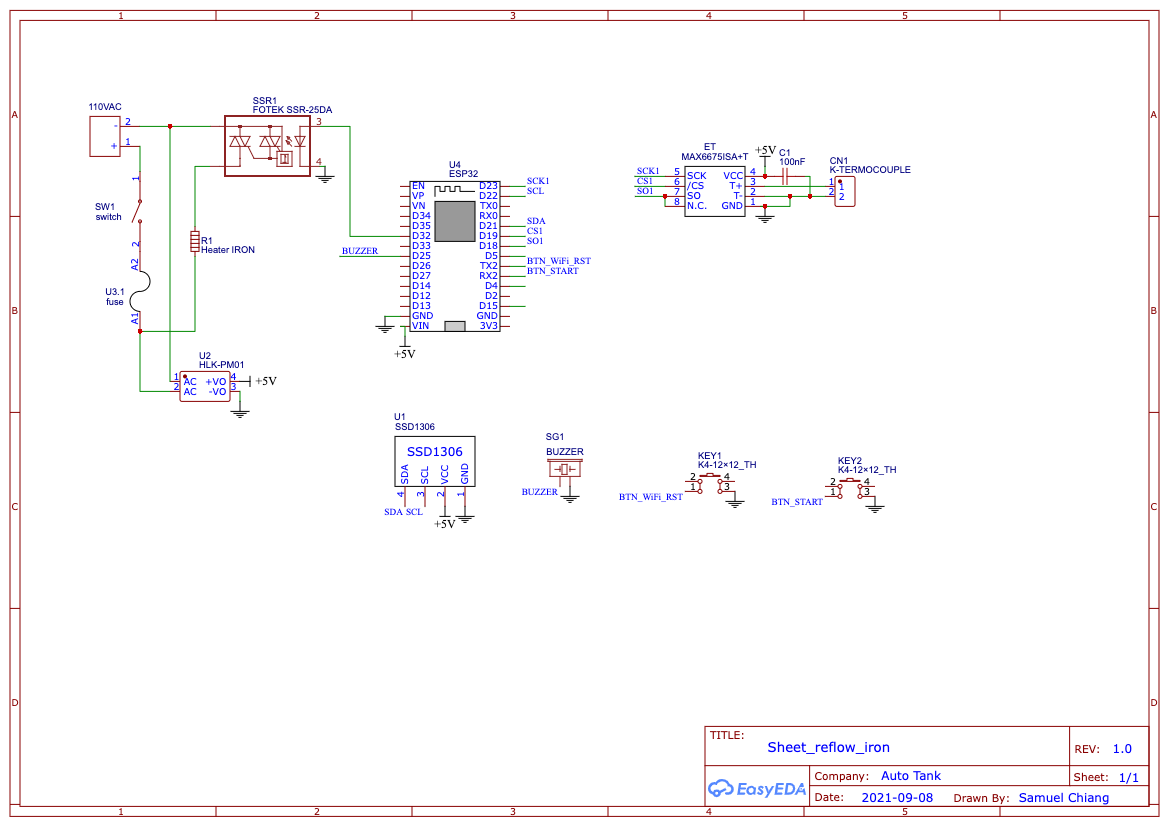 1 2 3 4 5
A A
B B
C C
D D
1 2 3 4 5
110VAC
- 2
+ 1
SSR1
FOTEK SSR-25DA
3
4
1
SW1
switch
2
A2
U3.1
fuse
A1
R1
Heater IRON
U2
HLK-PM01
1 AC +VO 4
2 AC -VO 3
+5V
U4
ESP32
EN D23 SCK1
VP D22 SCL
VN TX0
D34 RX0
D35 D21 SDA
D32 D19 CS1
D33 D18 SO1
BUZZER D25 D5
D26 TX2 BTN_WiFi_RST
D27 RX2 BTN_START
D14 D4
D12 D2
D13 D15
GND GND
VIN 3V3
+5V
ET
MAX6675ISA+T
SCK1 5 SCK VCC 4
CS1 6 /CS T+ 3
SO1 7 SO T- 2
8 N.C. GND 1
+5V
C1
100nF
CN1
K-TERMOCOUPLE
1 1
2 2
U1
SSD1306
SSD1306
SDA SCL VCC GND
4 3 2 1
SDA SCL
+5V
SG1
BUZZER
BUZZER
KEY1
K4-12×12_TH
2 4
1 3
BTN_WiFi_RST
KEY2
K4-12×12_TH
2 4
1 3
BTN_START
TITLE:
Sheet_reflow_iron
REV: 1.0
EasyEDA
Company: Auto Tank
Sheet: 1/1
Date: 2021-09-08 Drawn By: Samuel Chiang